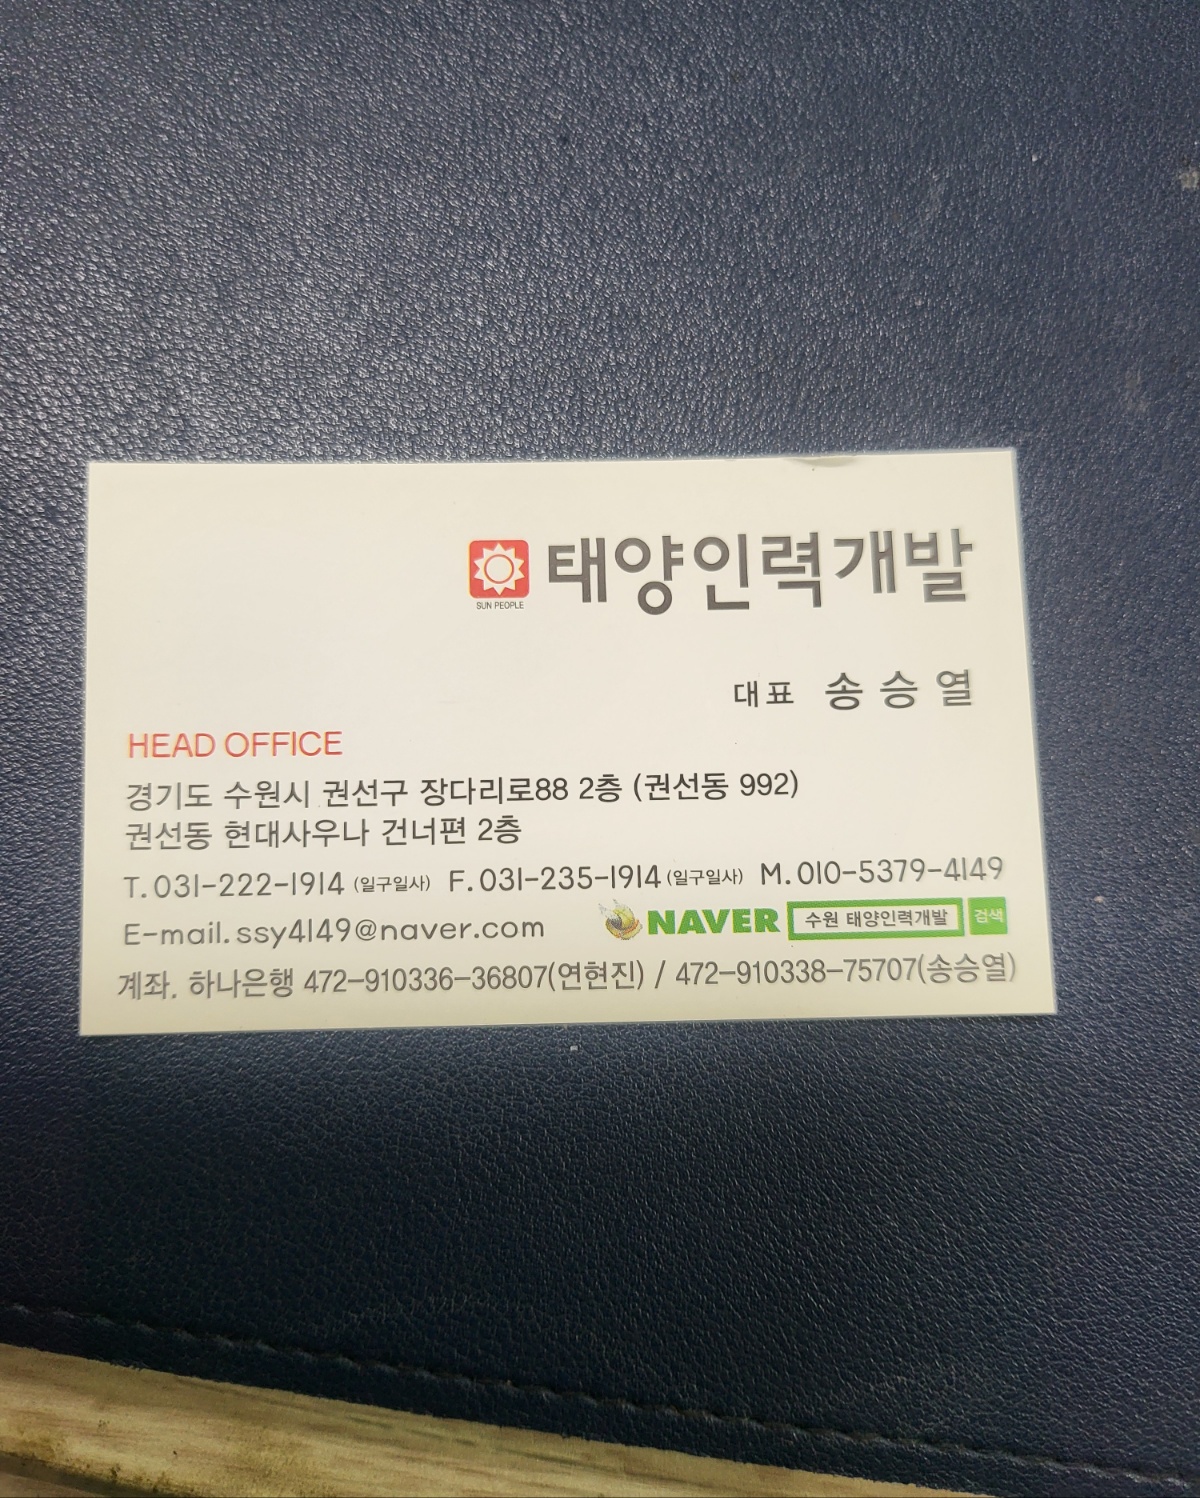 태양인력개발
SUN PEOPLE
대표 송승열
HEAD OFFICE
경기도 수원시 권선구 장다리로88 2층 (권선동 992)
권선동 현대사우나 건너편 2층
T.031-222-1914 (일구일사) F.031-235-1914 (일구일사) M.010-5379-4149
E-mail.ssy4149@naver.com NAVER 수원 태양인력개발 검색
계좌. 하나은행 472-910336-36807(연현진) / 472-910338-75707(송승열)